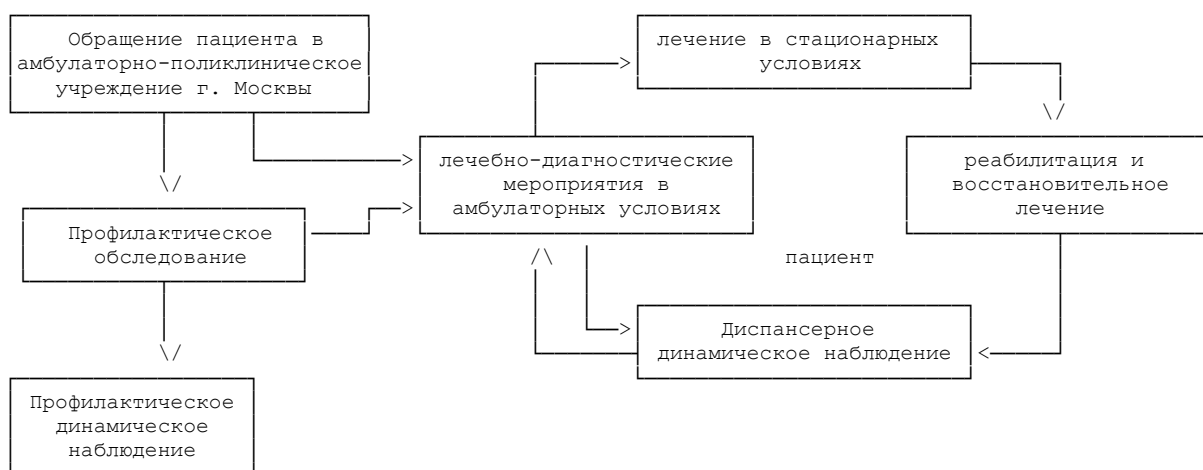 Обращение пациента в
амбулаторно-поликлиническое
учреждение г. Москвы
лечение в стационарных
условиях
лечебно-диагностические
мероприятия в
амбулаторных условиях
реабилитация и
восстановительное
лечение
Профилактическое
обследование
пациент
Диспансерное
динамическое наблюдение
Профилактическое
динамическое
наблюдение